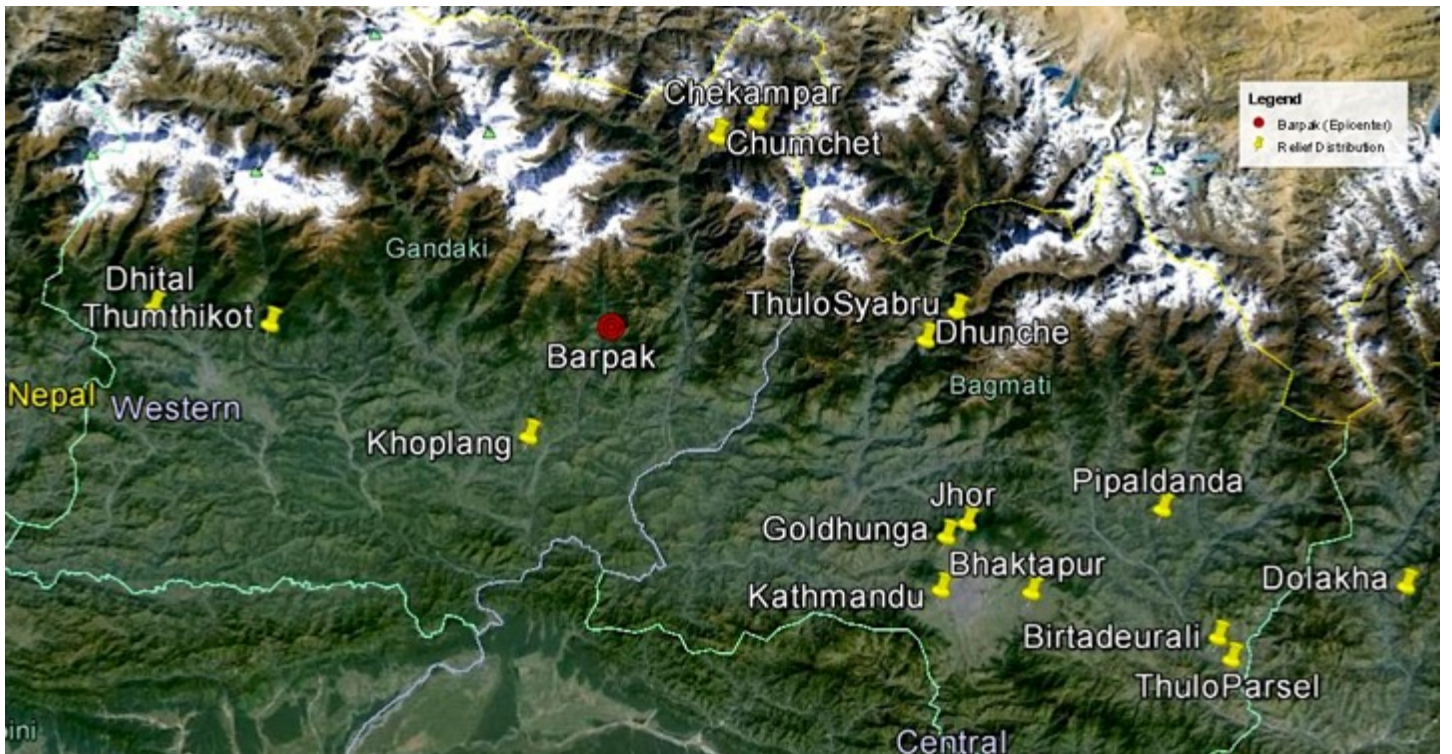 Chekampar
Chumchet
Legend
Barpak (Epicenter)
Relief Distribution
Gandaki
Dhital
Thumthikot
ThuloSyabru
Dhunche
Barpak
Nepal
Western
Bagmati
Khoplang
Jhor
Pipaldanda
Goldhunga
Bhaktapur
Kathmandu
Dolakha
Birtadeurali
ThuloParsel
Central
ini